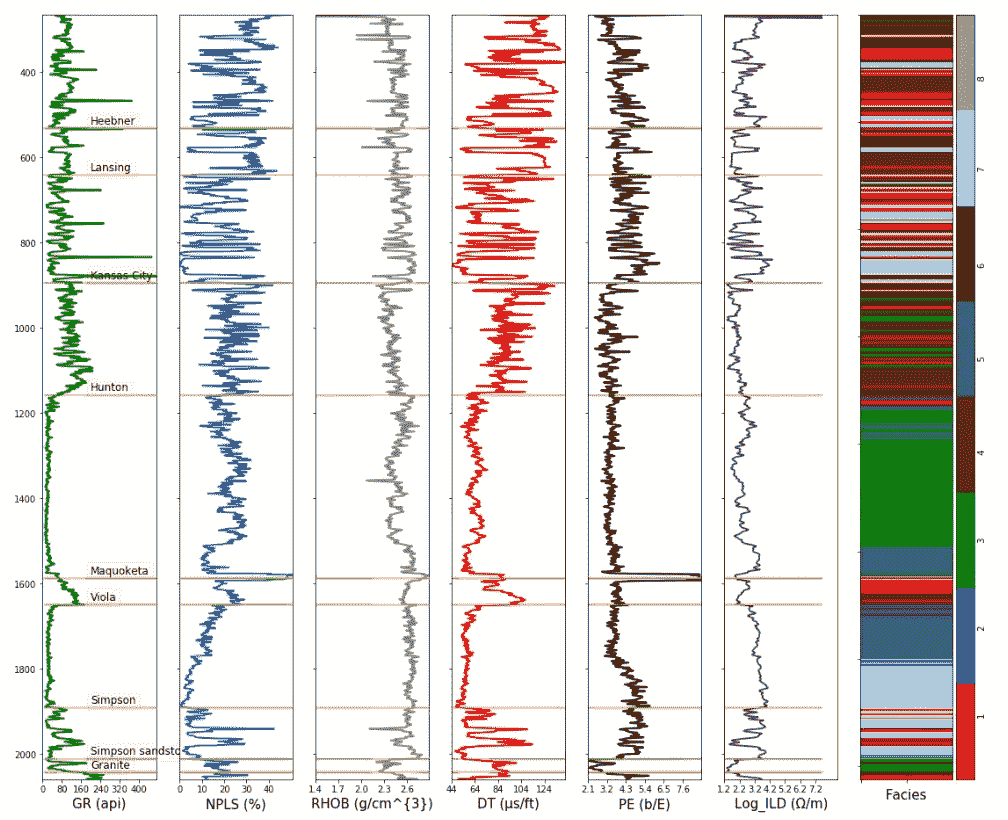 400
600
800
1000
1200
1400
1600
1800
2000
Heebner
Lansing
Kansas City
Hunton
Maquoketa
Viola
Simpson
Simpson sandsto
Granite
0 80 160 240 320 400
GR (api)
0 10 20 30 40
NPLS (%)
1.4 1.7 2.0 2.3 2.6
RHOB (g/cm^{3})
44 64 84 104 124
DT (μs/ft)
2.1 3.2 4.3 5.4 6.5 7.6
PE (b/E)
1.2 2.2 3.2 4.2 5.2 6.2 7.2
Log_ILD (Ω/m)
Facies
8
7
6
5
4
3
2
1